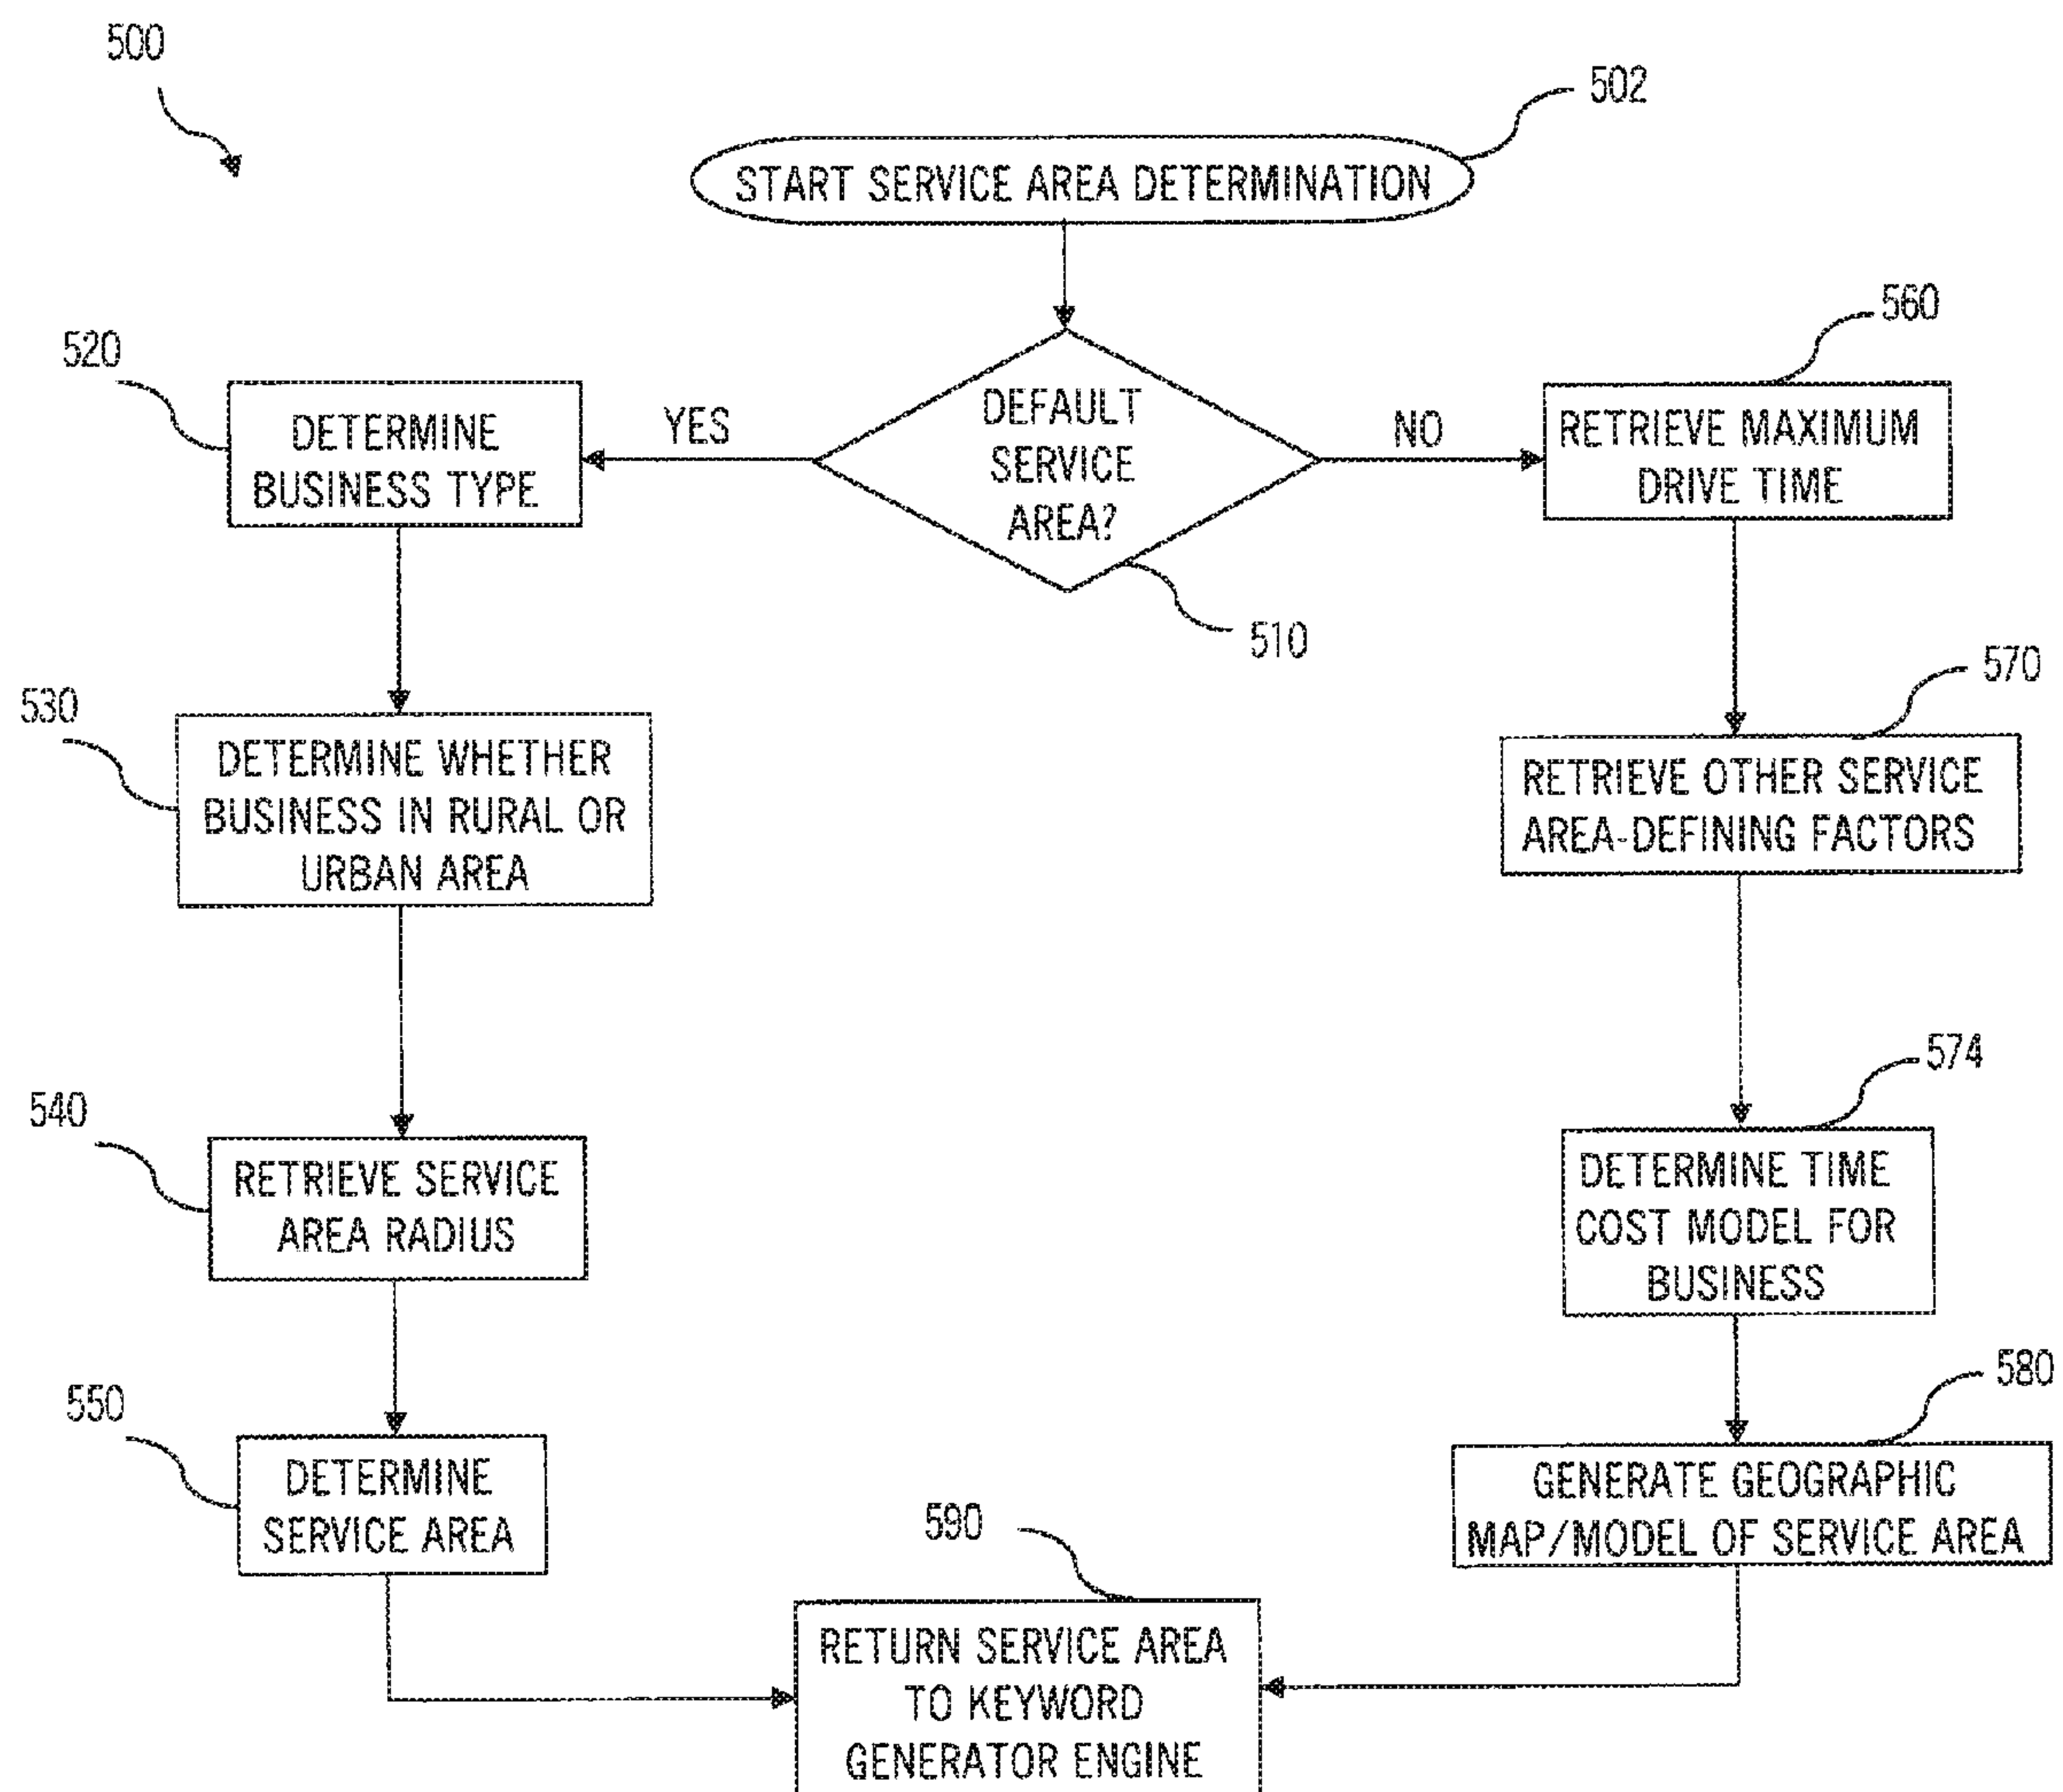 500
502
START SERVICE AREA DETERMINATION
DEFAULT
SERVICE
AREA?
510
YES
NO
520
DETERMINE
BUSINESS TYPE
560
RETRIEVE MAXIMUM
DRIVE TIME
530
DETERMINE WHETHER
BUSINESS IN RURAL OR
URBAN AREA
570
RETRIEVE OTHER SERVICE
AREA-DEFINING FACTORS
540
RETRIEVE SERVICE
AREA RADIUS
574
DETERMINE TIME
COST MODEL FOR
BUSINESS
550
DETERMINE
SERVICE AREA
580
GENERATE GEOGRAPHIC
MAP/MODEL OF SERVICE AREA
590
RETURN SERVICE AREA
TO KEYWORD
GENERATOR ENGINE